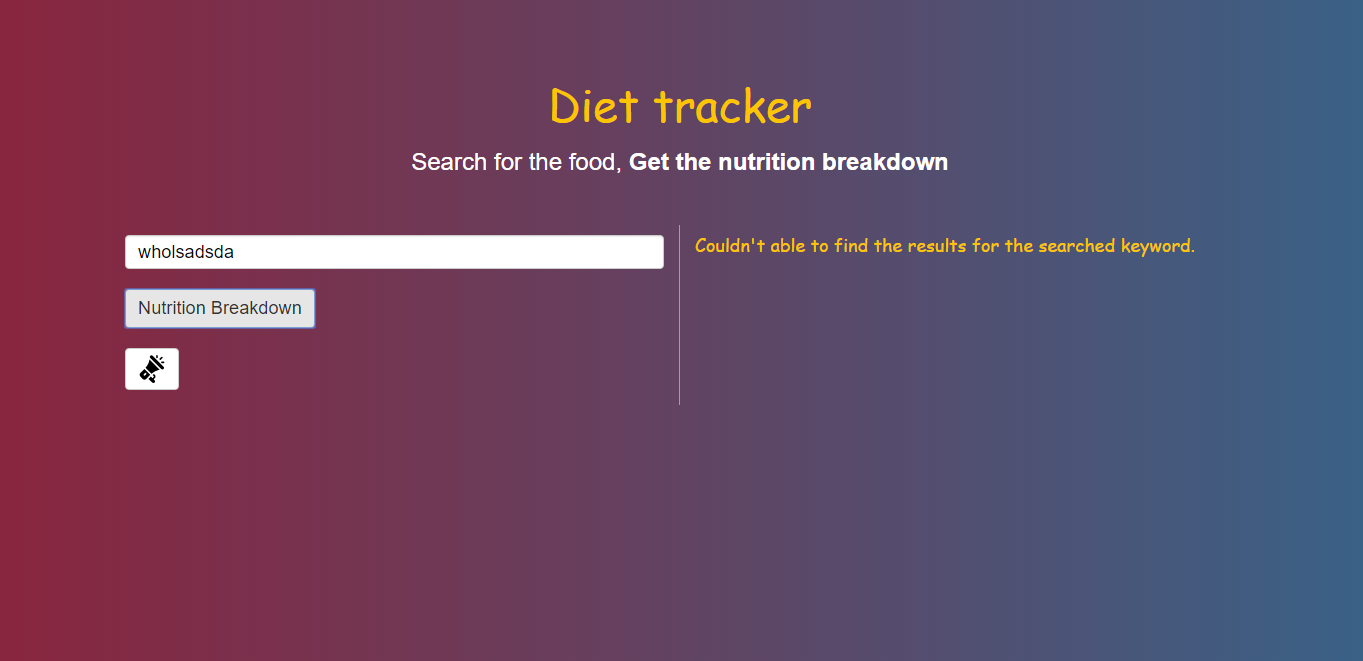 Diet tracker
Search for the food, Get the nutrition breakdown
wholsadsda
Couldn't able to find the results for the searched keyword.
Nutrition Breakdown